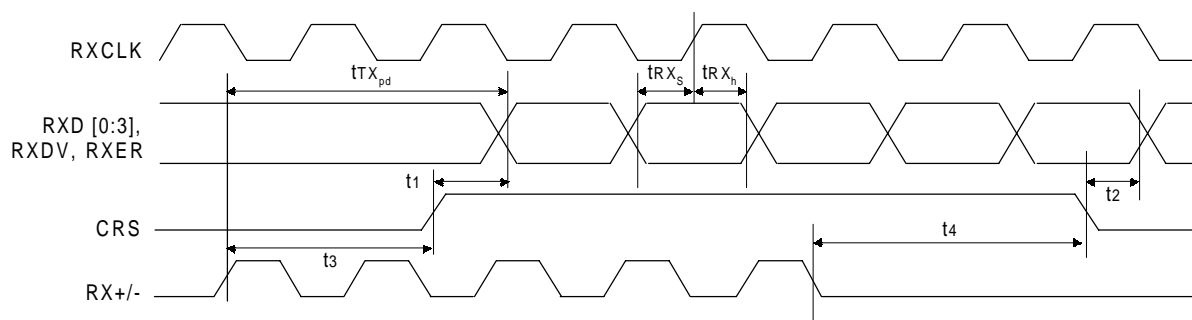 RXCLK
tTXpd
tRXS
tRXh
RXD [0:3],
RXDV, RXER
t1
t2
CRS
t4
t3
RX+/-